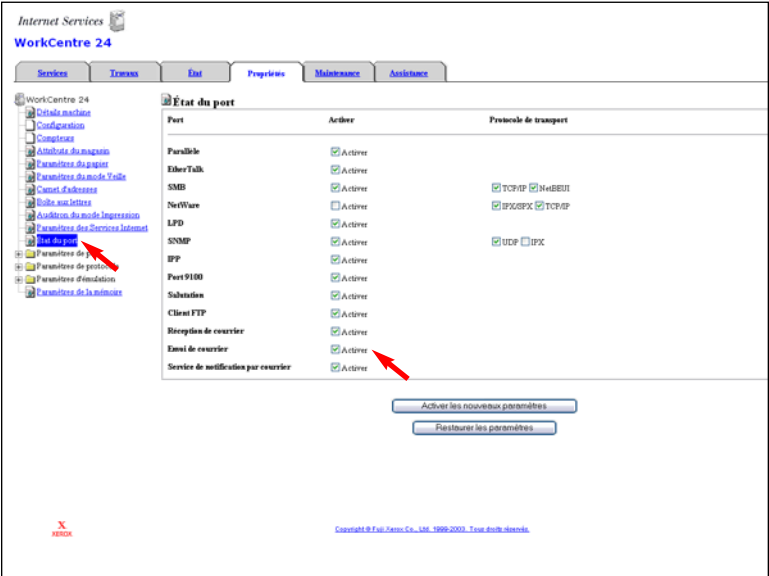 Internet Services
WorkCentre 24
Services Travaux État Propriétés Maintenance Assistance
WorkCentre 24
Détails machine
Configuration
Compteurs
Attributs du magasin
Paramètres du papier
Paramètres du mode Veille
Carnet d'adresses
Boîte aux lettres
Auditron du mode Impression
Paramètres des Services Internet
État du port
Paramètres de p
Paramètres de protocole
Paramètres d'émulation
Paramètres de la mémoire
État du port
Port Activer Protocole de transport
Parallèle Activer
EtherTalk Activer
SMB Activer TCP/IP NetBEUI
NetWare Activer IPX/SPX TCP/IP
LPD Activer
SNMP Activer UDP IPX
IPP Activer
Port 9100 Activer
Salutation Activer
Client FTP Activer
Réception de courrier Activer
Envoi de courrier Activer
Service de notification par courrier Activer
Activer les nouveaux paramètres
Restaurer les paramètres
X
XEROX
Copyright © Fuji Xerox Co., Ltd. 1999-2003. Tous droits réservés.